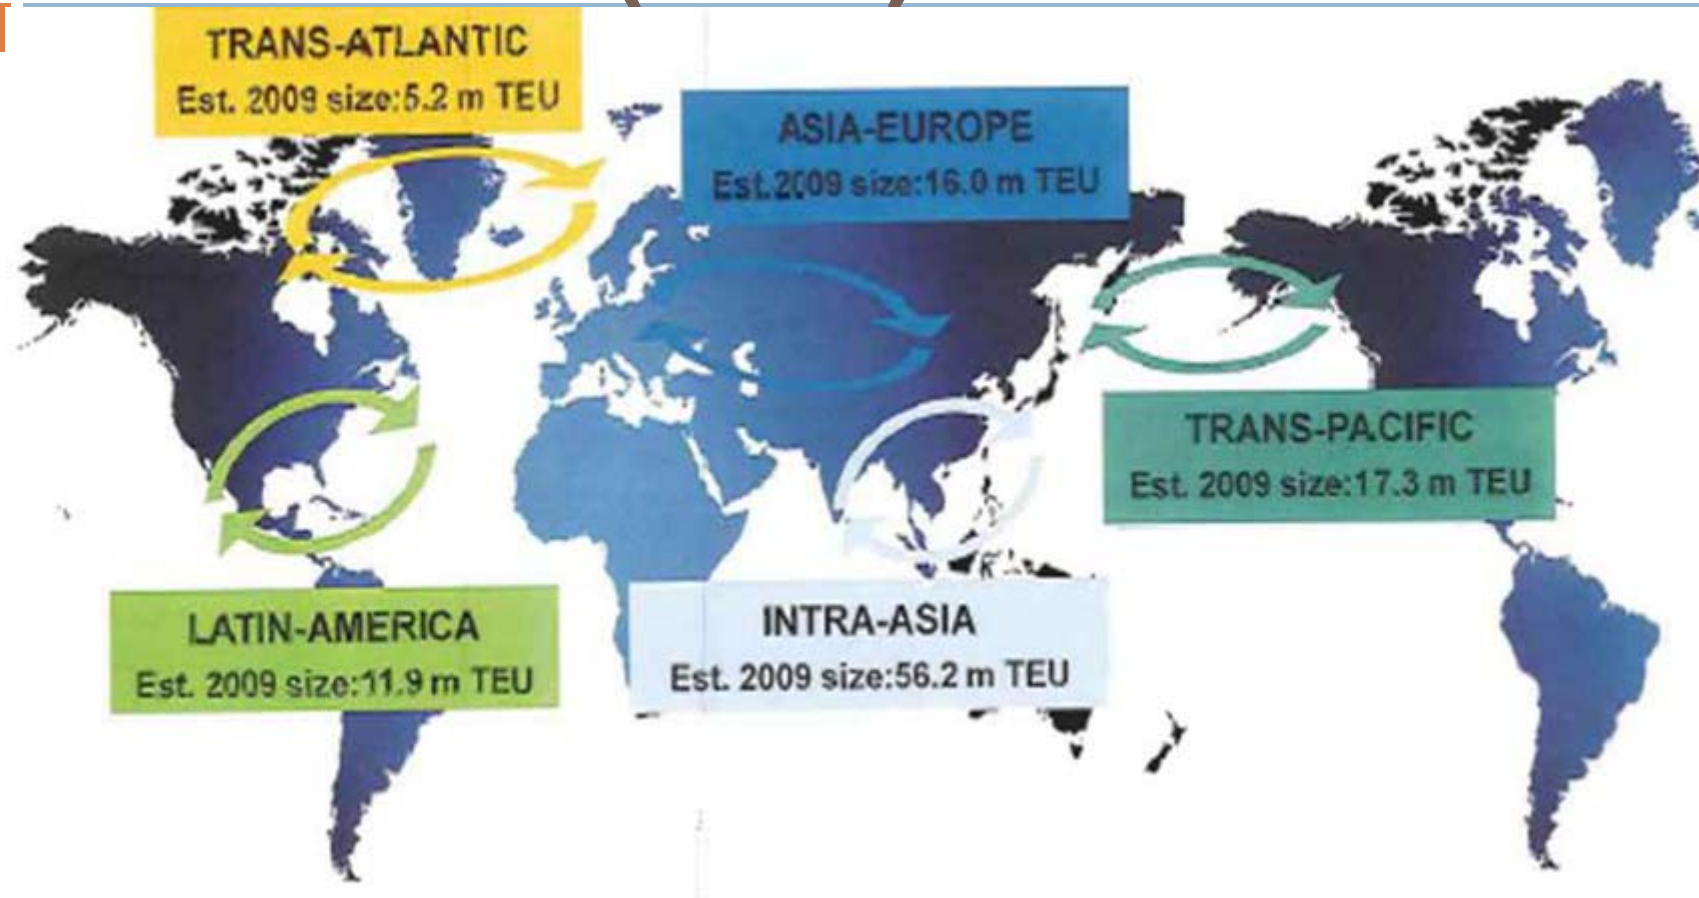 TRANS-ATLANTIC
Est. 2009 size:5.2 m TEU
ASIA-EUROPE
Est.2009 size:16.0 m TEU
TRANS-PACIFIC
Est. 2009 size:17.3 m TEU
LATIN-AMERICA
Est. 2009 size:11.9 m TEU
INTRA-ASIA
Est. 2009 size:56.2 m TEU